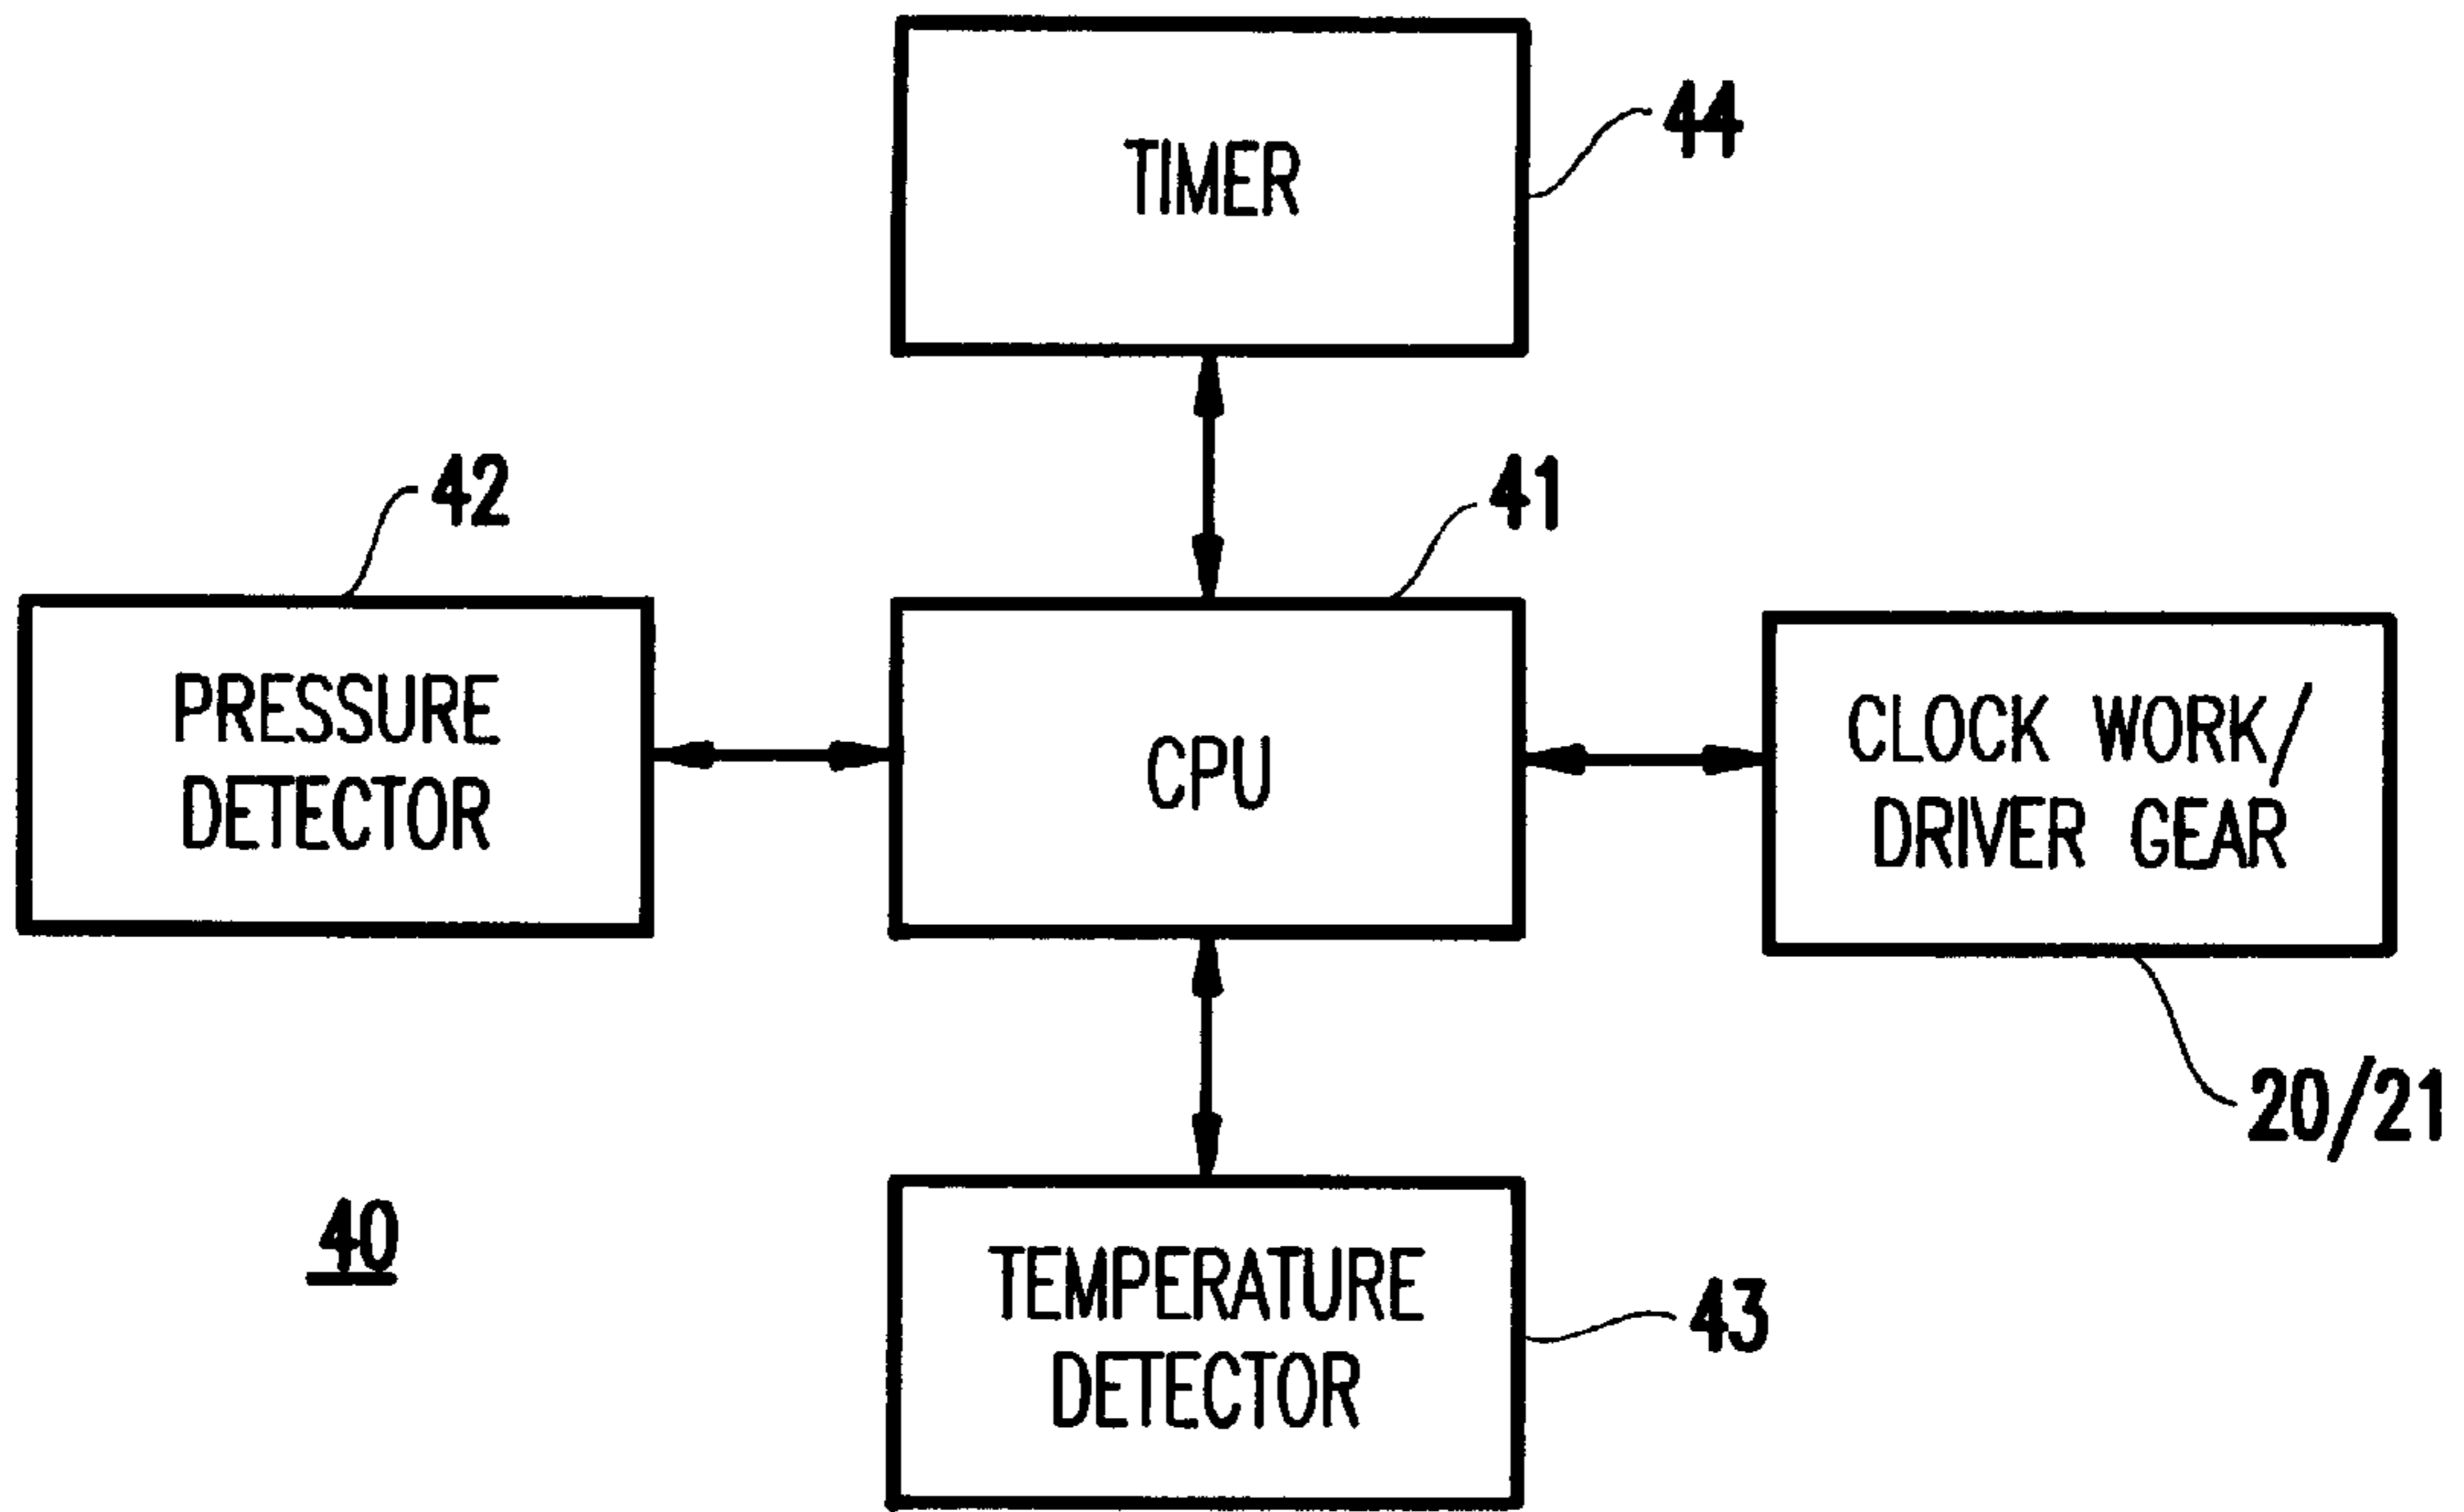 TIMER
44
42
41
PRESSURE
DETECTOR
CPU
CLOCK WORK/
DRIVER GEAR
20/21
40
TEMPERATURE
DETECTOR
43